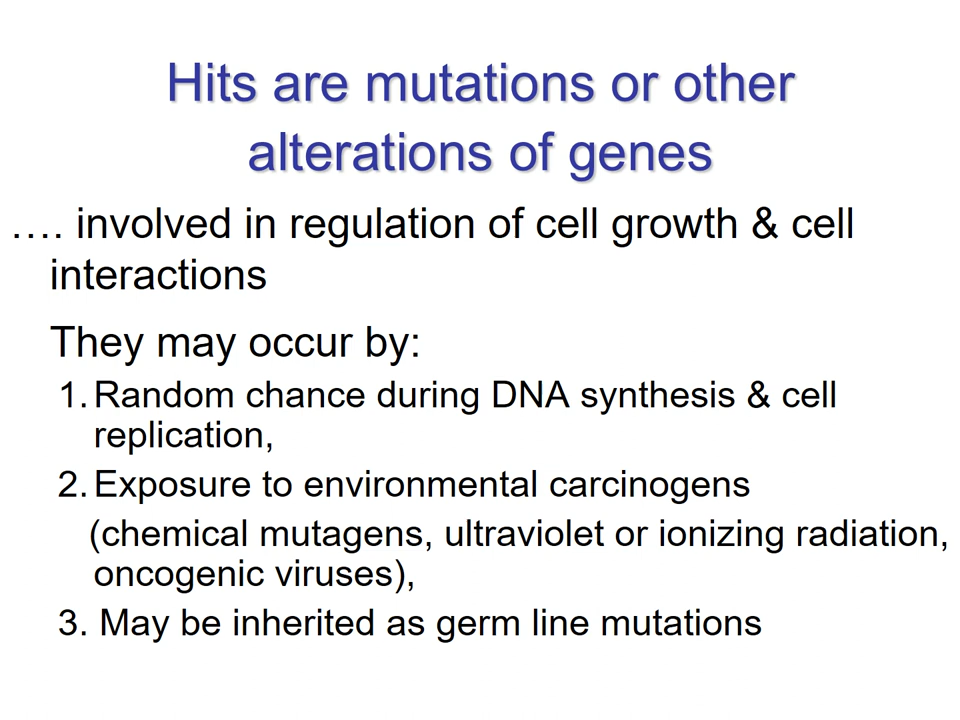 Hits are mutations or other
alterations of genes
…. involved in regulation of cell growth & cell
interactions
They may occur by:
1. Random chance during DNA synthesis & cell
replication,
2. Exposure to environmental carcinogens
(chemical mutagens, ultraviolet or ionizing radiation,
oncogenic viruses),
3. May be inherited as germ line mutations